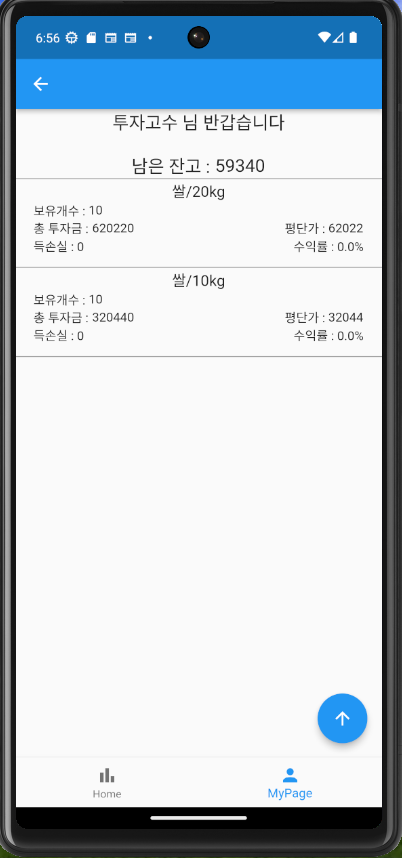 6:56
투자고수 님 반갑습니다
남은 잔고 : 59340
쌀/20kg
보유개수 : 10
총 투자금 : 620220 평단가 : 62022
득손실 : 0 수익률 : 0.0%
쌀/10kg
보유개수 : 10
총 투자금 : 320440 평단가 : 32044
득손실 : 0 수익률 : 0.0%
Home MyPage